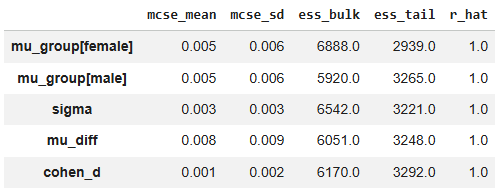 mcse_mean mcse_sd ess_bulk ess_tail r_hat
mu_group[female] 0.005 0.006 6888.0 2939.0 1.0
mu_group[male] 0.005 0.006 5920.0 3265.0 1.0
sigma 0.003 0.003 6542.0 3221.0 1.0
mu_diff 0.008 0.009 6051.0 3248.0 1.0
cohen_d 0.001 0.002 6170.0 3292.0 1.0